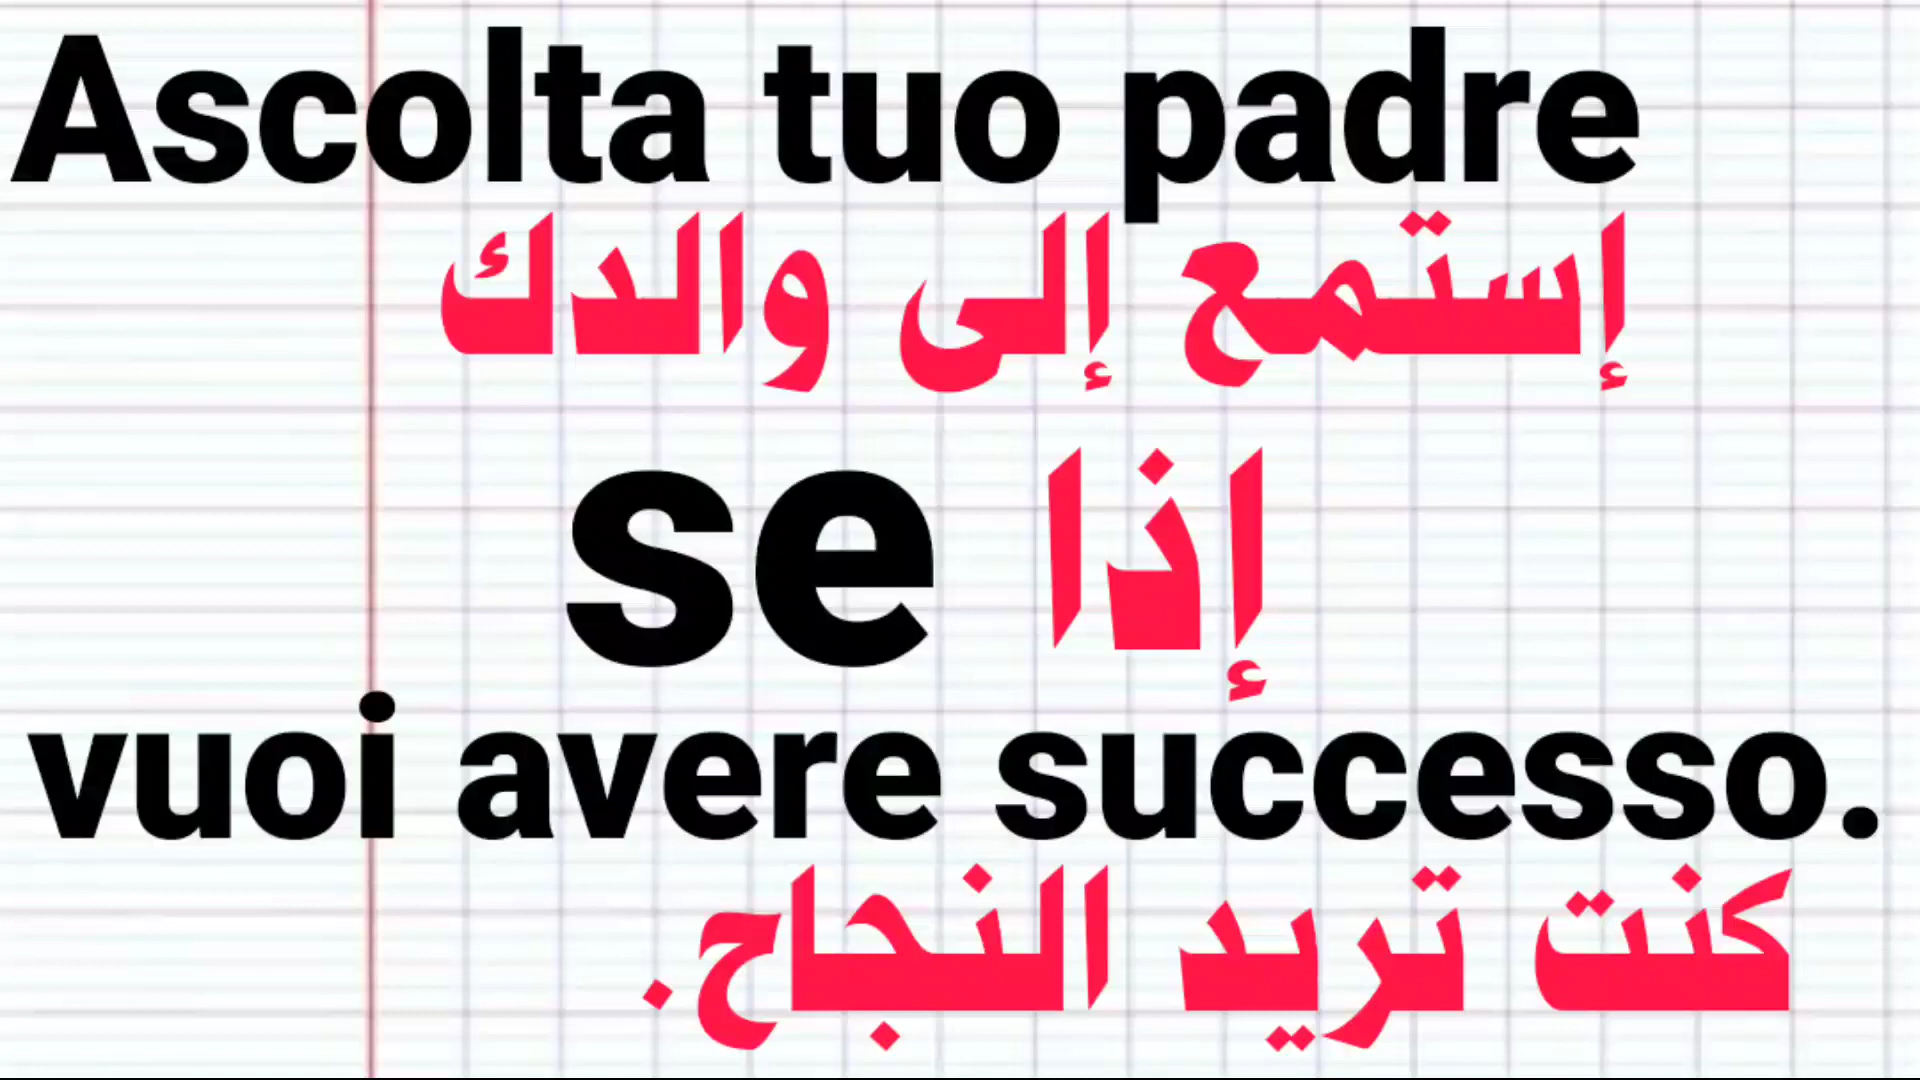 Ascolta tuo padre
إستمع إلى والدك
se إذا
vuoi avere successo.
كنت تريد النجاح.